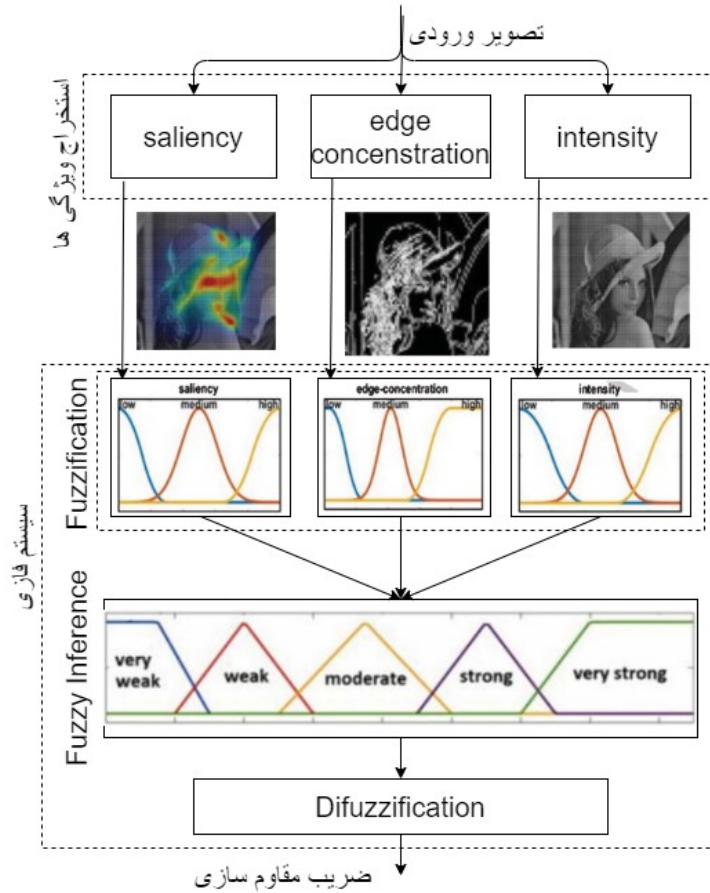 تصویر ورودی
استخراج ویژگی ها
saliency
edge
concenstration
intensity
سیستم فازی
Fuzzification
saliency
low medium high
edge-concentration
low medium high
intensity
low medium high
Fuzzy Inference
very
weak
weak
moderate
strong
very strong
Difuzzification
ضریب مقاوم سازی